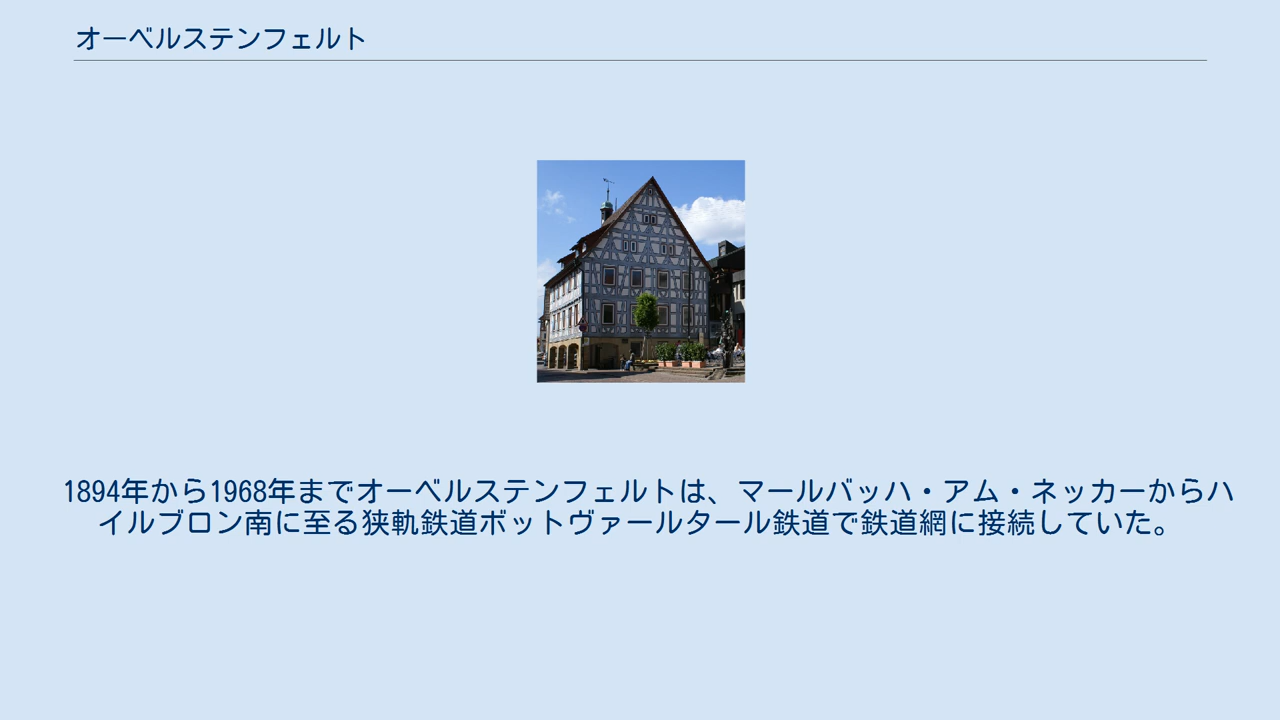 オーベルステンフェルト
1894年から1968年までオーベルステンフェルトは、マールバッハ・アム・ネッカーからハ
イルブロン南に至る狭軌鉄道ボットヴァールタール鉄道で鉄道網に接続していた。